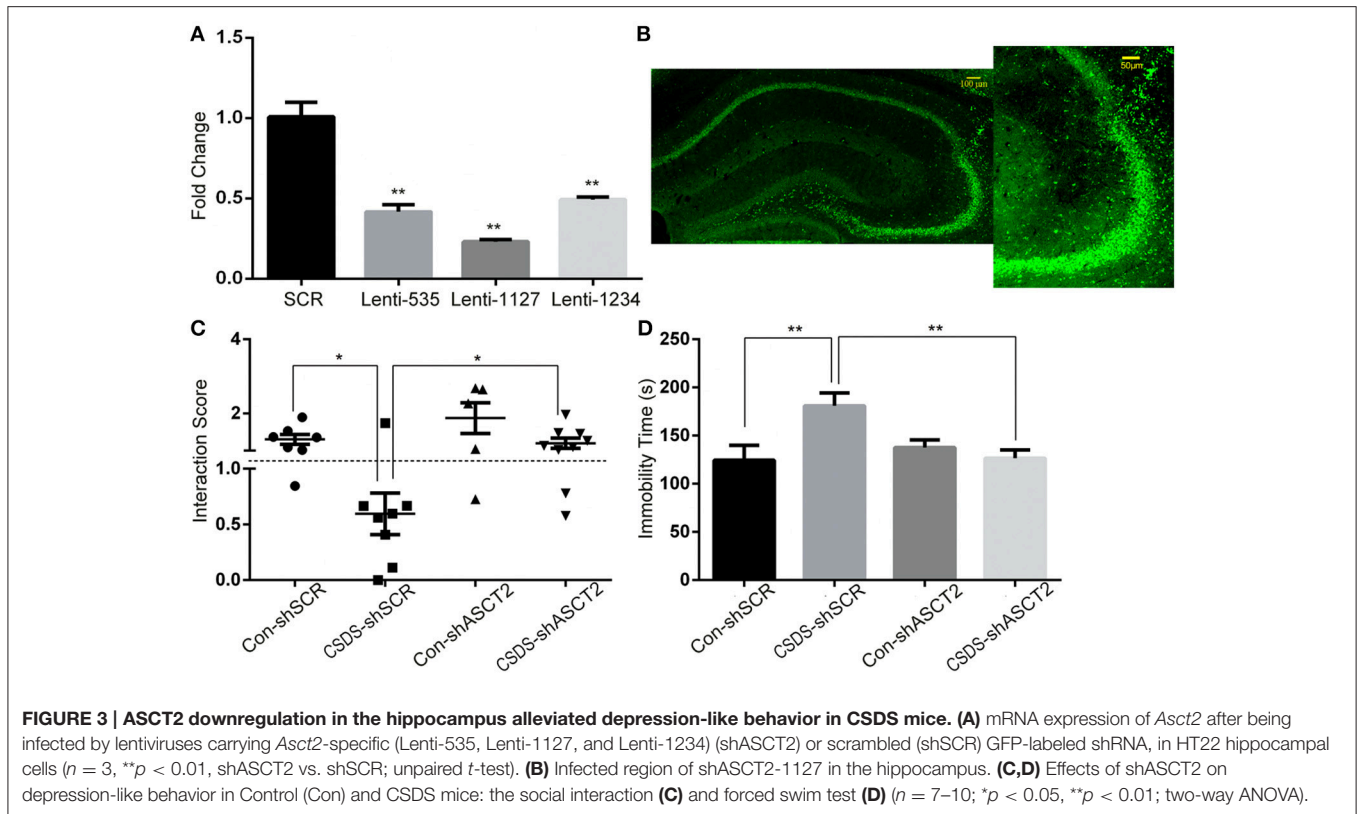 A
1.5
1.0
0.5
0.0
Fold Change
**
**
**
SCR Lenti-535 Lenti-1127 Lenti-1234
B
100 µm
50µm
C
4
2
1.0
0.5
0.0
Interaction Score
*
*
Con-shSCR
CSDS-shSCR
Con-shASCT2
CSDS-shASCT2
D
250
200
150
100
50
0
Immobility Time (s)
**
**
Con-shSCR
CSDS-shSCR
Con-shASCT2
CSDS-shASCT2
FIGURE 3 | ASCT2 downregulation in the hippocampus alleviated depression-like behavior in CSDS mice. (A) mRNA expression of Asct2 after being
infected by lentiviruses carrying Asct2-specific (Lenti-535, Lenti-1127, and Lenti-1234) (shASCT2) or scrambled (shSCR) GFP-labeled shRNA, in HT22 hippocampal
cells (n = 3, **p < 0.01, shASCT2 vs. shSCR; unpaired t-test). (B) Infected region of shASCT2-1127 in the hippocampus. (C,D) Effects of shASCT2 on
depression-like behavior in Control (Con) and CSDS mice: the social interaction (C) and forced swim test (D) (n = 7–10; *p < 0.05, **p < 0.01; two-way ANOVA).